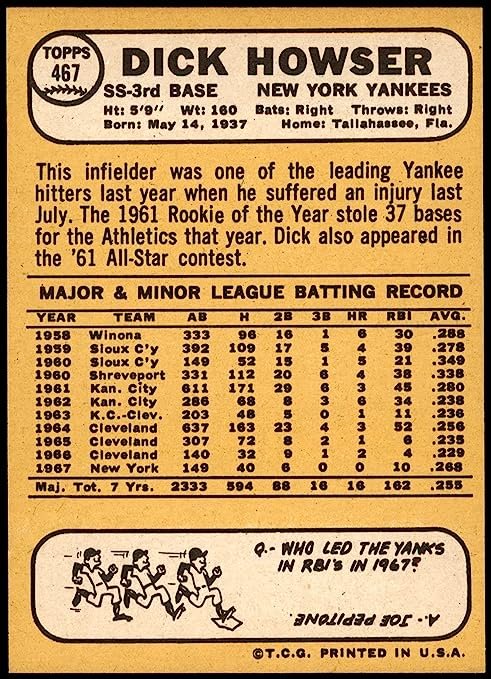 TOPPS
467
DICK HOWSER
SS-3rd BASE NEW YORK YANKEES
Ht: 5'9" Wt: 160 Bats: Right Throws: Right
Born: May 14, 1937 Home: Tallahassee, Fla.
This infielder was one of the leading Yankee
hitters last year when he suffered an injury last
July. The 1961 Rookie of the Year stole 37 bases
for the Athletics that year. Dick also appeared in
the '61 All-Star contest.
MAJOR & MINOR LEAGUE BATTING RECORD
YEAR TEAM AB H 2B 3B HR RBI AVG.
1958 Winona 333 96 16 1 6 30 .288
1959 Sioux C'y 392 109 17 5 4 39 .278
1960 Sioux C'y 149 52 15 1 5 21 .349
1960 Shreveport 331 112 20 6 4 38 .338
1961 Kan. City 611 171 29 6 3 45 .280
1962 Kan. City 286 68 8 3 6 34 .238
1963 K.C.-Clev. 203 48 5 0 1 11 .236
1964 Cleveland 637 163 23 4 3 52 .256
1965 Cleveland 307 72 8 2 1 6 .235
1966 Cleveland 140 32 9 1 2 4 .229
1967 New York 149 40 6 0 0 10 .268
Maj. Tot. 7 Yrs. 2333 594 88 16 16 162 .255
Q.- WHO LED THE YANKS
IN RBI'S IN 1967?
A.- JOE PEPITONE.
©T.C.G. PRINTED IN U.S.A.